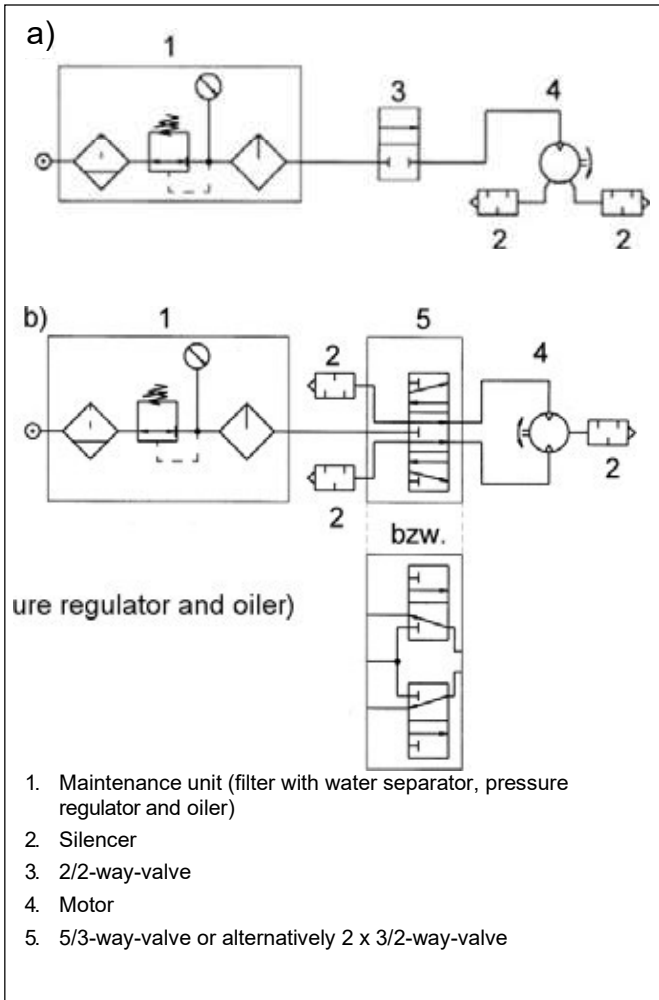 a)
1
3
4
2
2
b)
1
5
4
2
2
2
bzw.
ure regulator and oiler)
1. Maintenance unit (filter with water separator, pressure
regulator and oiler)
2. Silencer
3. 2/2-way-valve
4. Motor
5. 5/3-way-valve or alternatively 2 x 3/2-way-valve